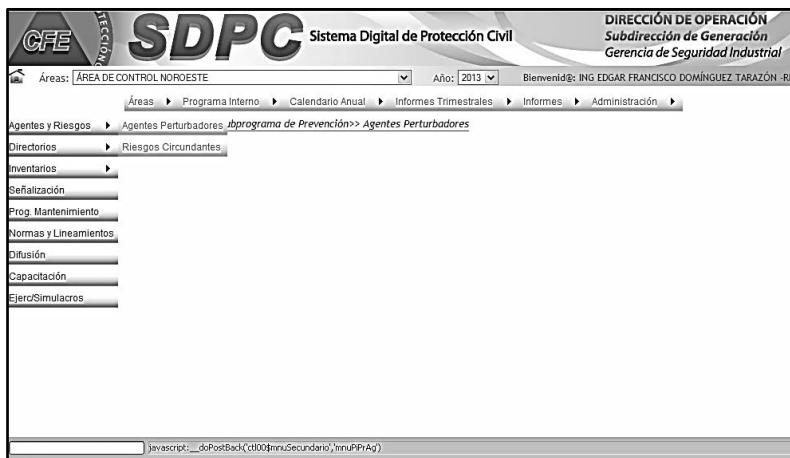 CFE
TECCIÓN
SDPC Sistema Digital de Protección Civil
DIRECCIÓN DE OPERACIÓN
Subdirección de Generación
Gerencia de Seguridad Industrial
Áreas: ÁREA DE CONTROL NOROESTE Año: 2013 Bienvenid@: ING EDGAR FRANCISCO DOMÍNGUEZ TARAZÓN
Áreas Programa Interno Calendario Anual Informes Trimestrales Informes Administración
Agentes y Riesgos Agentes Perturbadores ubprograma de Prevención>> Agentes Perturbadores
Directorios Riesgos Circundantes
Inventarios
Señalización
Prog. Mantenimiento
Normas y Lineamientos
Difusión
Capacitación
Ejerc/Simulacros
javascript:__doPostBack('ctl00$mnuSecundario','mnuPiPrAg')